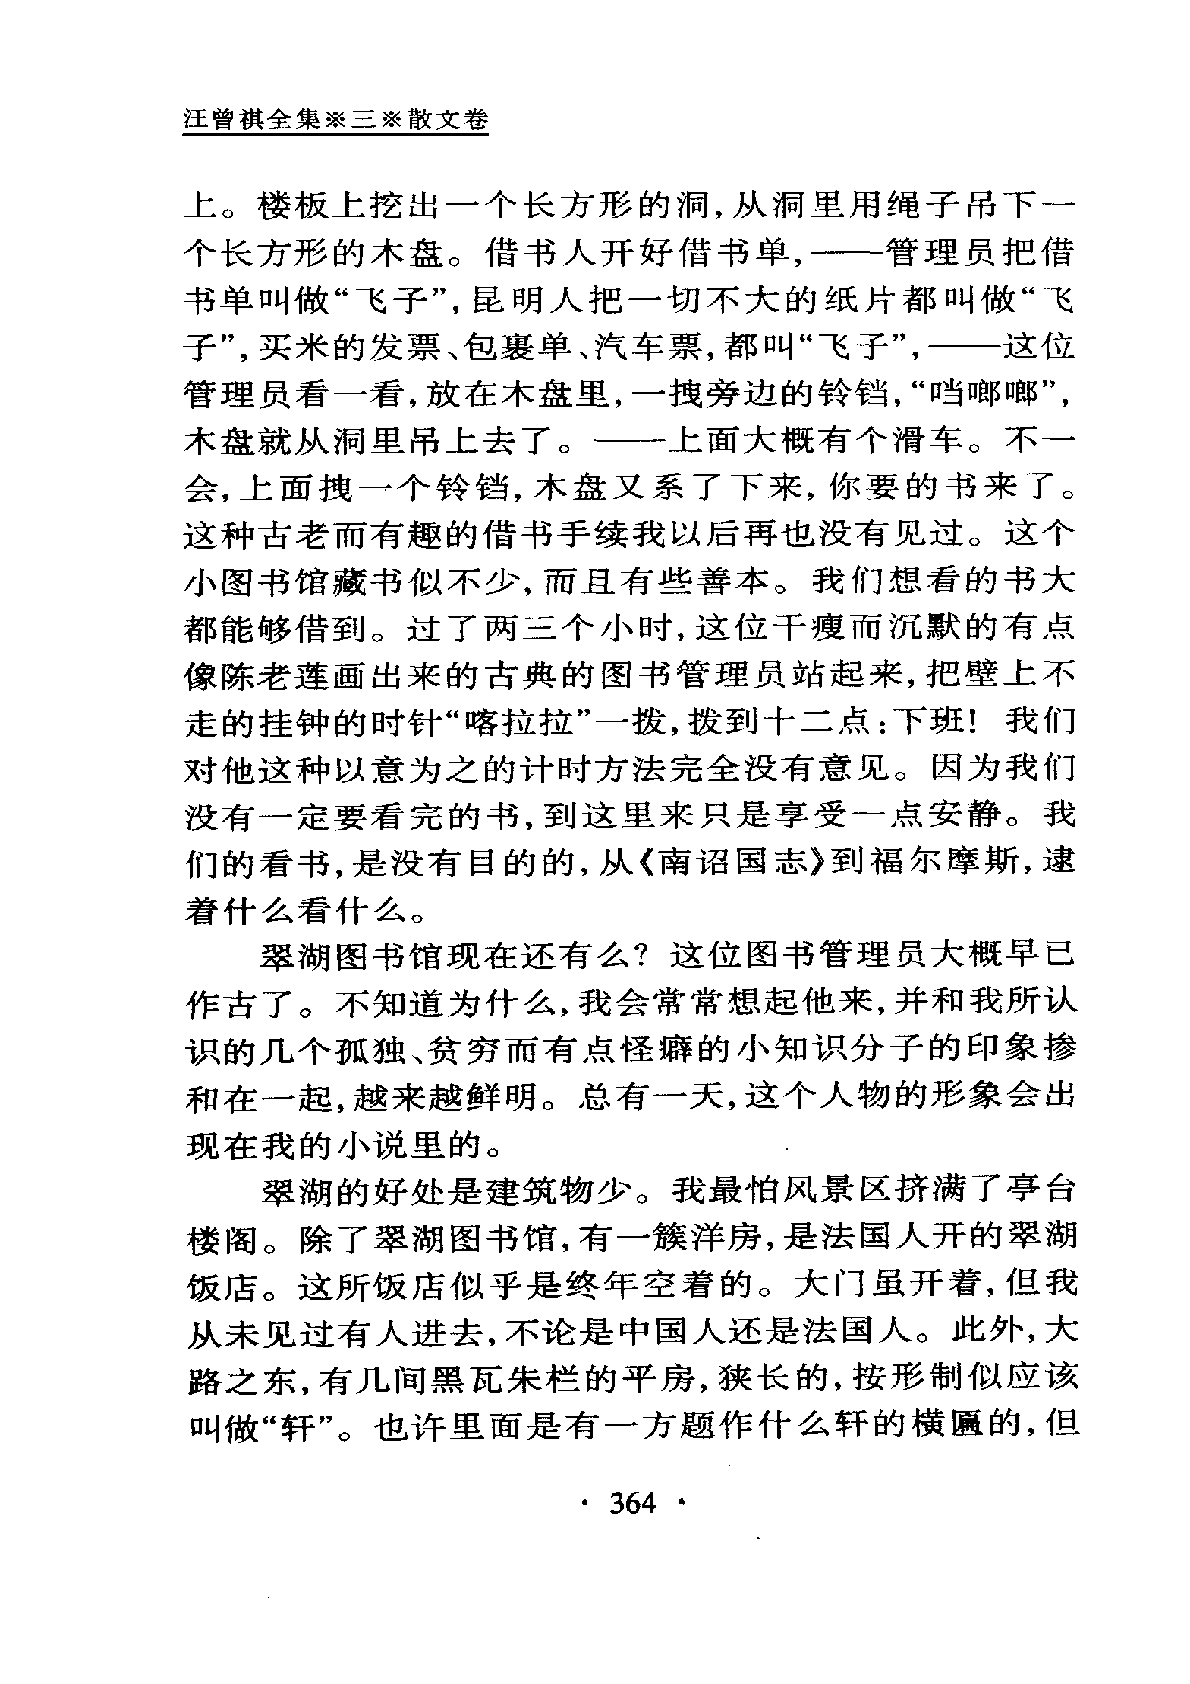 汪曾祺全集※三※散文卷
上。楼板上挖出一个长方形的洞,从洞里用绳子吊下一
个长方形的木盘。借书人开好借书单,——管理员把借
书单叫做“飞子”,昆明人把一切不大的纸片都叫做“飞
子”,买米的发票、包裹单、汽车票,都叫“飞子”,——这位
管理员看一看,放在木盘里,一拽旁边的铃铛,“当啷啷”,
木盘就从洞里吊上去了。——上面大概有个滑车。不一
会,上面拽一个铃铛,木盘又系了下来,你要的书来了。
这种古老而有趣的借书手续我以后再也没有见过。这个
小图书馆藏书似不少,而且有些善本。我们想看的书大
都能够借到。过了两三个小时,这位干瘦而沉默的有点
像陈老莲画出来的古典的图书管理员站起来,把壁上不
走的挂钟的时针“喀拉拉”一拨,拨到十二点:下班! 我们
对他这种以意为之的计时方法完全没有意见。因为我们
没有一定要看完的书,到这里来只是享受一点安静。我
们的看书,是没有目的的,从《南诏国志》到福尔摩斯,逮
着什么看什么。
翠湖图书馆现在还有么? 这位图书管理员大概早已
作古了。不知道为什么,我会常常想起他来,并和我所认
识的几个孤独、贫穷而有点怪癖的小知识分子的印象掺
和在一起,越来越鲜明。总有一天,这个人物的形象会出
现在我的小说里的。
翠湖的好处是建筑物少。我最怕风景区挤满了亭台
楼阁。除了翠湖图书馆,有一簇洋房,是法国人开的翠湖
饭店。这所饭店似乎是终年空着的。大门虽开着,但我
从未见过有人进去,不论是中国人还是法国人。此外,大
路之东,有几间黑瓦朱栏的平房,狭长的,按形制似应该
叫做“轩”。也许里面是有一方题作什么轩的横匾的,但
· 364 ·